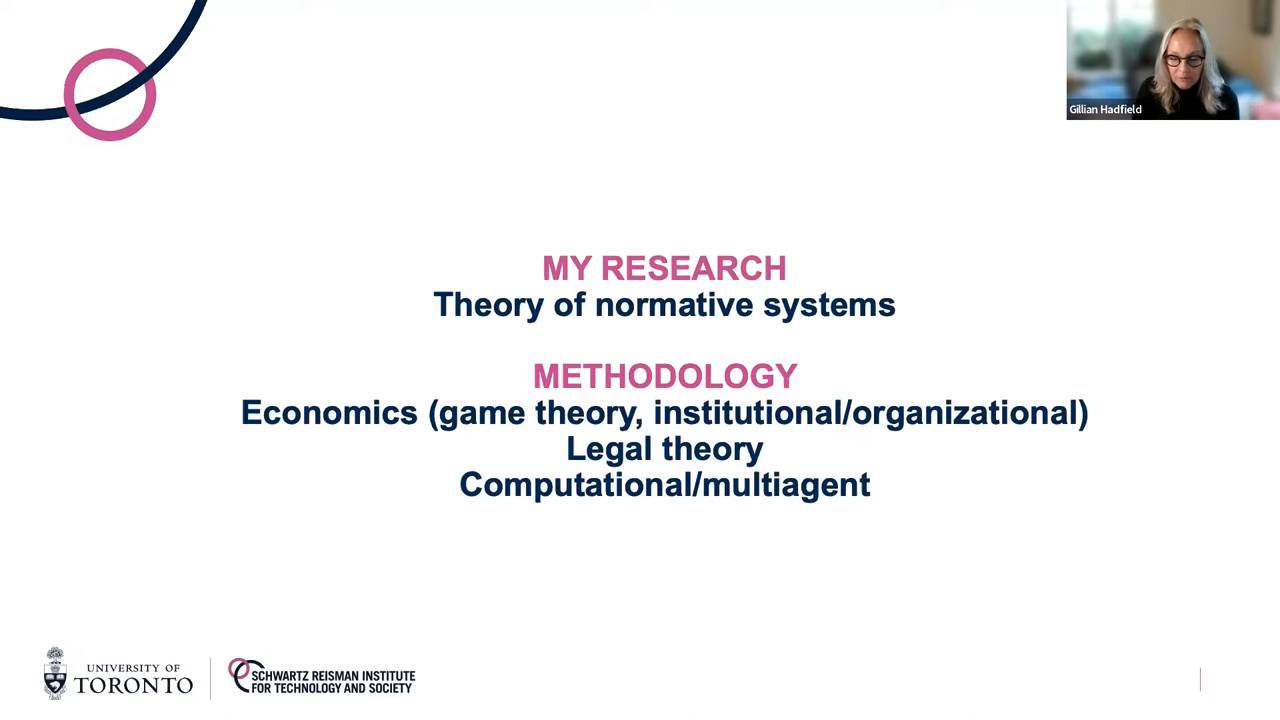 Gillian Hadfield
MY RESEARCH
Theory of normative systems
METHODOLOGY
Economics (game theory, institutional/organizational)
Legal theory
Computational/multiagent
UNIVERSITY OF
TORONTO
SCHWARTZ REISMAN INSTITUTE
FOR TECHNOLOGY AND SOCIETY